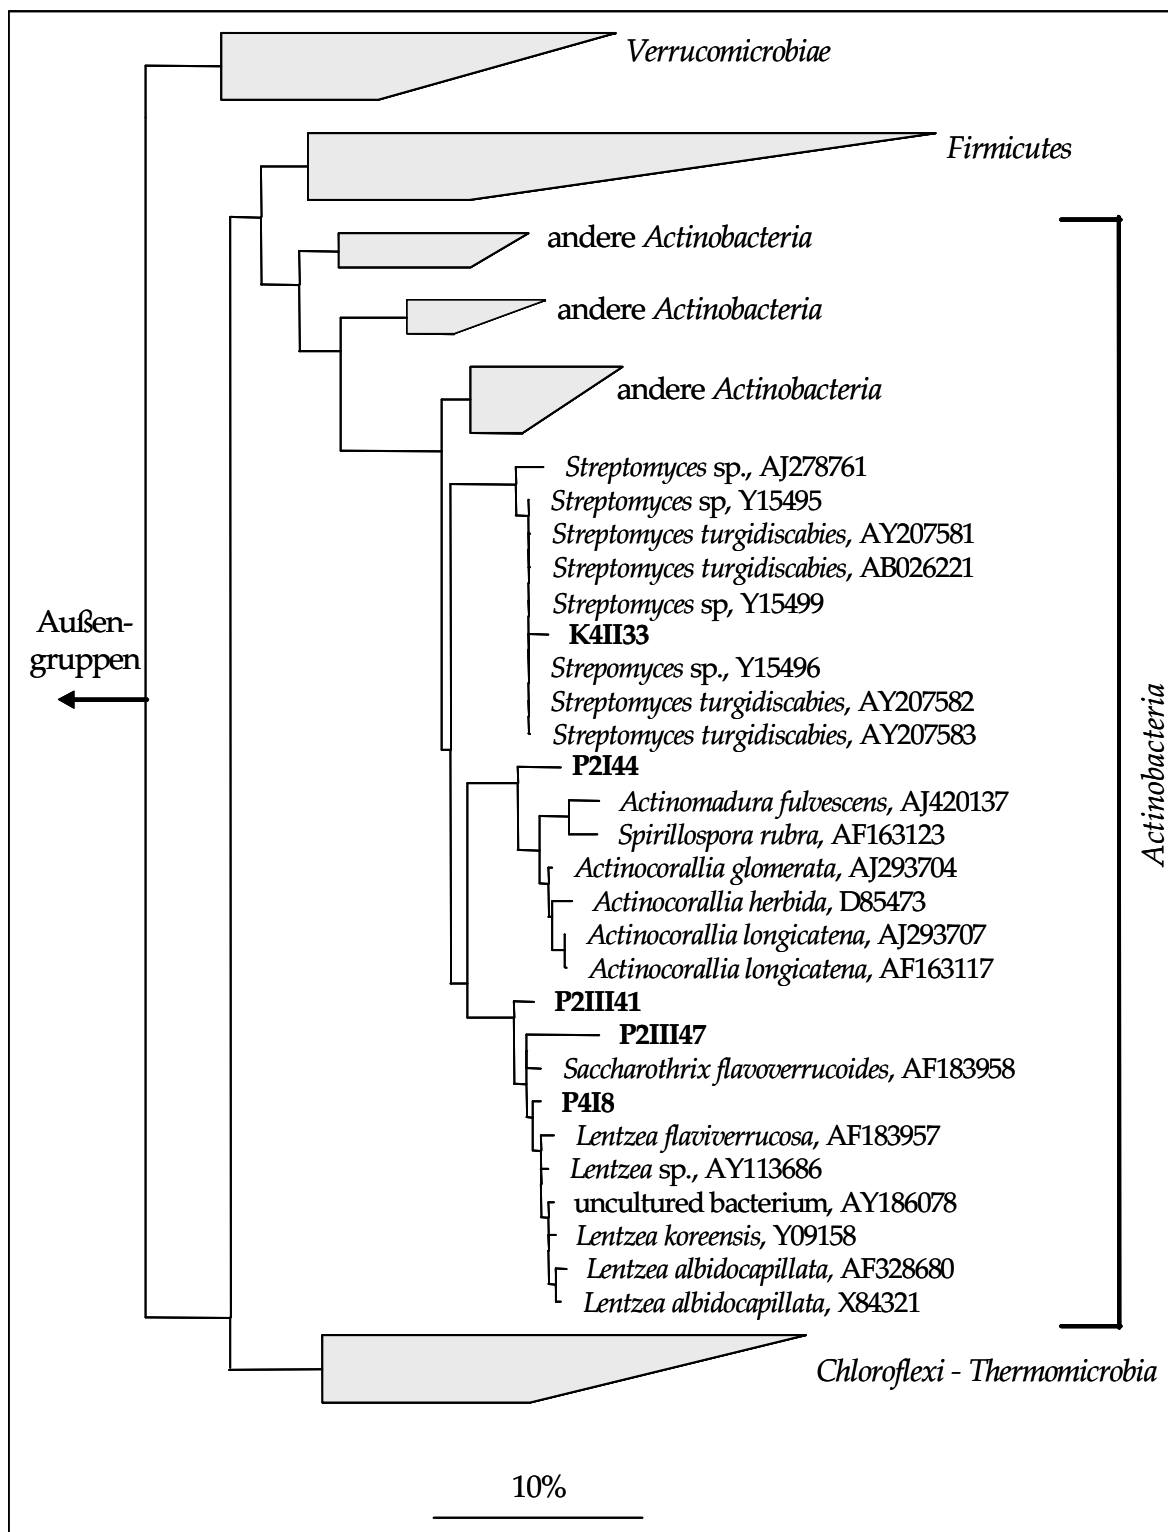 Verrucomicrobiae
Firmicutes
andere Actinobacteria
andere Actinobacteria
andere Actinobacteria
Streptomyces sp., AJ278761
Streptomyces sp, Y15495
Streptomyces turgidiscabies, AY207581
Streptomyces turgidiscabies, AB026221
Streptomyces sp, Y15499
K4II33
Strepomyces sp., Y15496
Streptomyces turgidiscabies, AY207582
Streptomyces turgidiscabies, AY207583
P2I44
Actinomadura fulvescens, AJ420137
Spirillospora rubra, AF163123
Actinocorallia glomerata, AJ293704
Actinocorallia herbida, D85473
Actinocorallia longicatena, AJ293707
Actinocorallia longicatena, AF163117
P2III41
P2III47
Saccharothrix flavoverrucoides, AF183958
P4I8
Lentzea flaviverrucosa, AF183957
Lentzea sp., AY113686
uncultured bacterium, AY186078
Lentzea koreensis, Y09158
Lentzea albidocapillata, AF328680
Lentzea albidocapillata, X84321
Chloroflexi - Thermomicrobia
Außen-
gruppen
Actinobacteria
10%